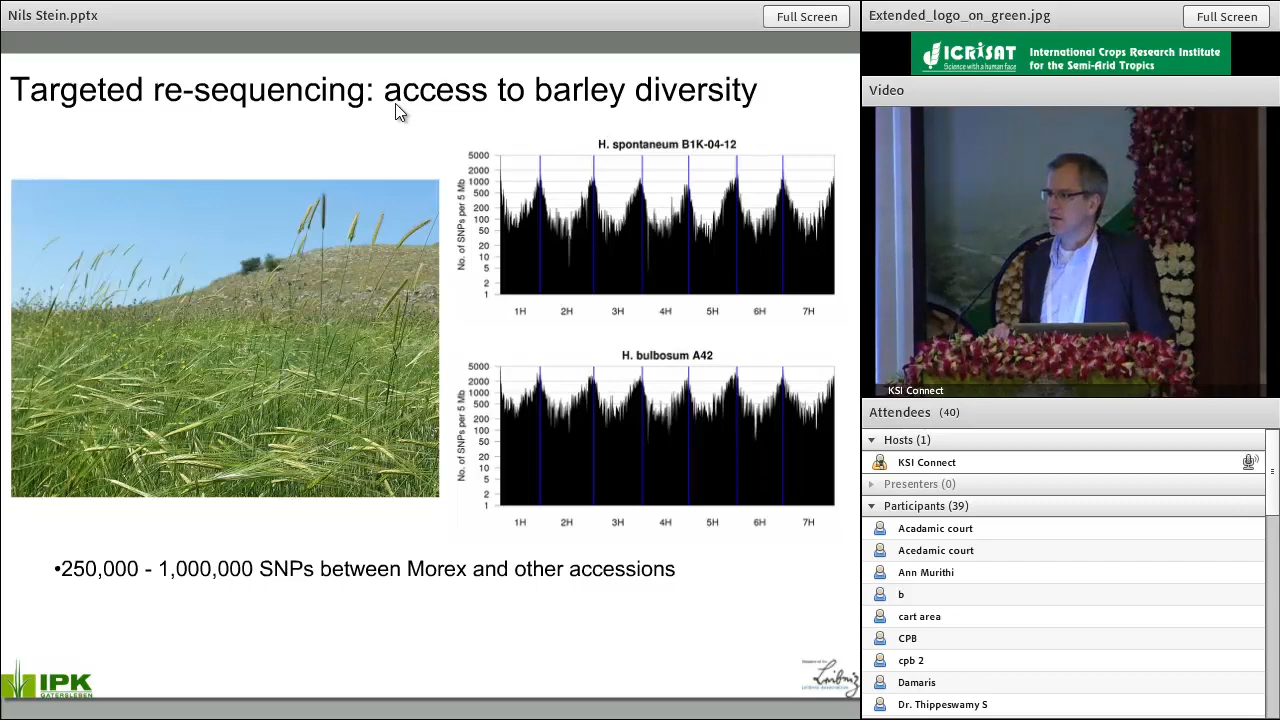 Nils Stein.pptx
Full Screen
Targeted re-sequencing: access to barley diversity
H. spontaneum B1K-04-12
No. of SNPs per 5 Mb
5000
2000
1000
500
200
100
50
20
10
5
2
1
1H 2H 3H 4H 5H 6H 7H
H. bulbosum A42
No. of SNPs per 5 Mb
5000
2000
1000
500
200
100
50
20
10
5
2
1
1H 2H 3H 4H 5H 6H 7H
•250,000 - 1,000,000 SNPs between Morex and other accessions
IPK
GATERSLEBEN
Leibniz
Extended_logo_on_green.jpg
Full Screen
ICRISAT
Science with a human face
International Crops Research Institute
for the Semi-Arid Tropics
Video
KSI Connect
Attendees (40)
Hosts (1)
KSI Connect
Presenters (0)
Participants (39)
Acadamic court
Acedamic court
Ann Murithi
b
cart area
CPB
cpb 2
Damaris
Dr. Thippeswamy S